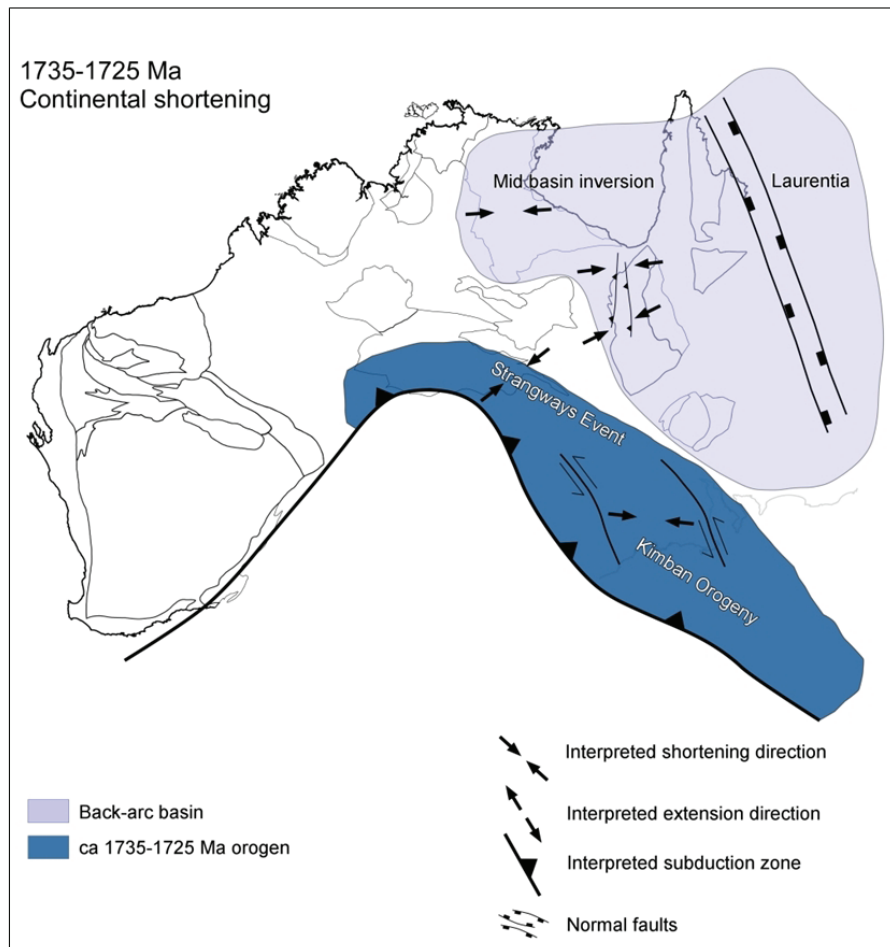 1735-1725 Ma
Continental shortening
Mid basin inversion
Laurentia
Strangways Event
Kimban Orogeny
Interpreted shortening direction
Interpreted extension direction
Interpreted subduction zone
Normal faults
Back-arc basin
ca 1735-1725 Ma orogen